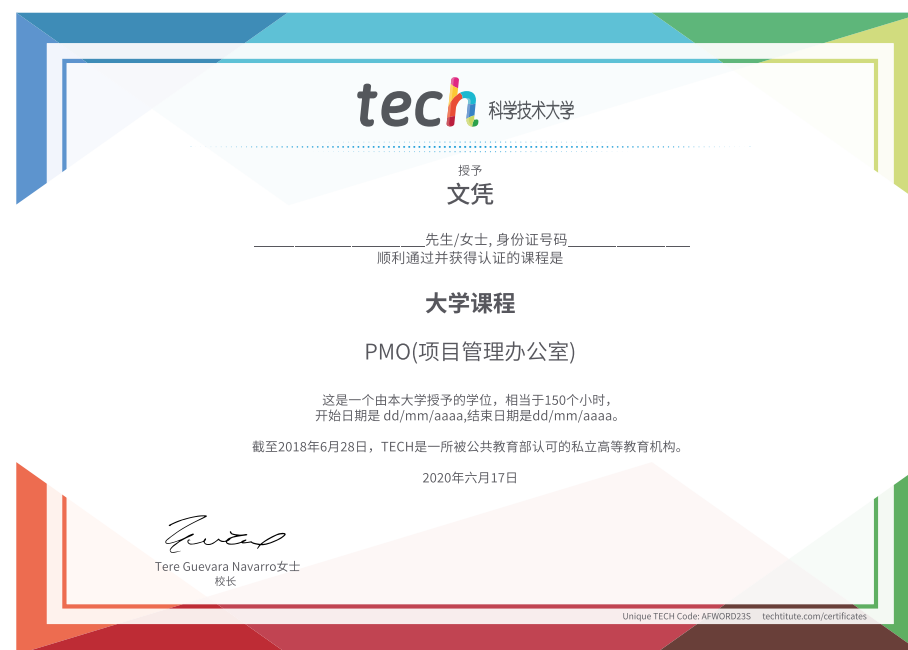 tech 科学技术大学
授予
文凭
______________________先生/女士, 身份证号码________________
顺利通过并获得认证的课程是
大学课程
PMO(项目管理办公室)
这是一个由本大学授予的学位，相当于150个小时，
开始日期是 dd/mm/aaaa,结束日期是dd/mm/aaaa。
截至2018年6月28日，TECH是一所被公共教育部认可的私立高等教育机构。
2020年六月17日
Tere Guevara Navarro女士
校长
Unique TECH Code: AFWORD23S techtitute.com/certificates